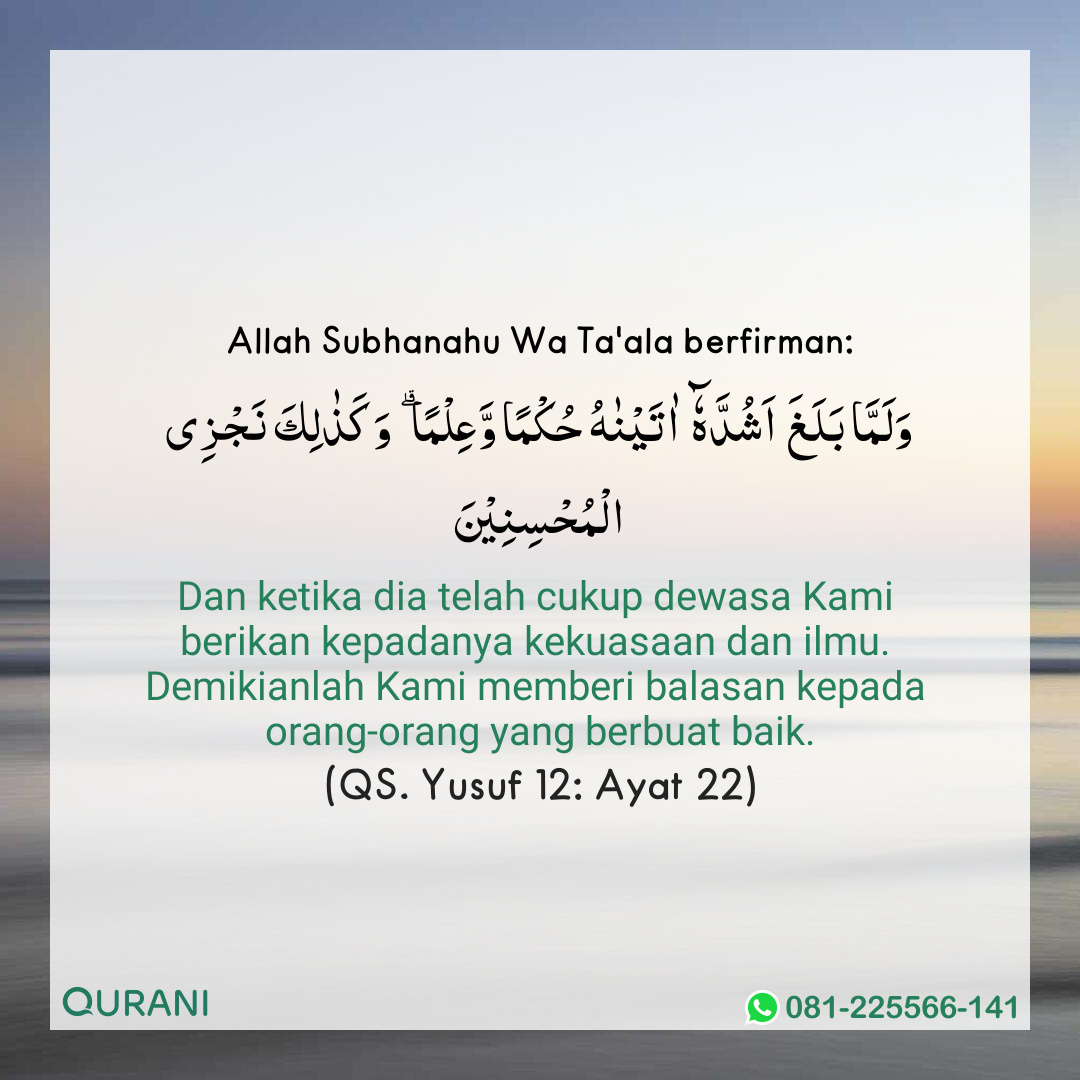 Allah Subhanahu Wa Ta'ala berfirman:
وَلَمَّا بَلَغَ اَشُدَّهٗۤ اٰتَيْنٰهُ حُكْمًا وَّعِلْمًا ۗ وَكَذٰلِكَ نَجْزِى
الْمُحْسِنِيْنَ
Dan ketika dia telah cukup dewasa Kami
berikan kepadanya kekuasaan dan ilmu.
Demikianlah Kami memberi balasan kepada
orang-orang yang berbuat baik.
(QS. Yusuf 12: Ayat 22)
QURANI
081-225566-141